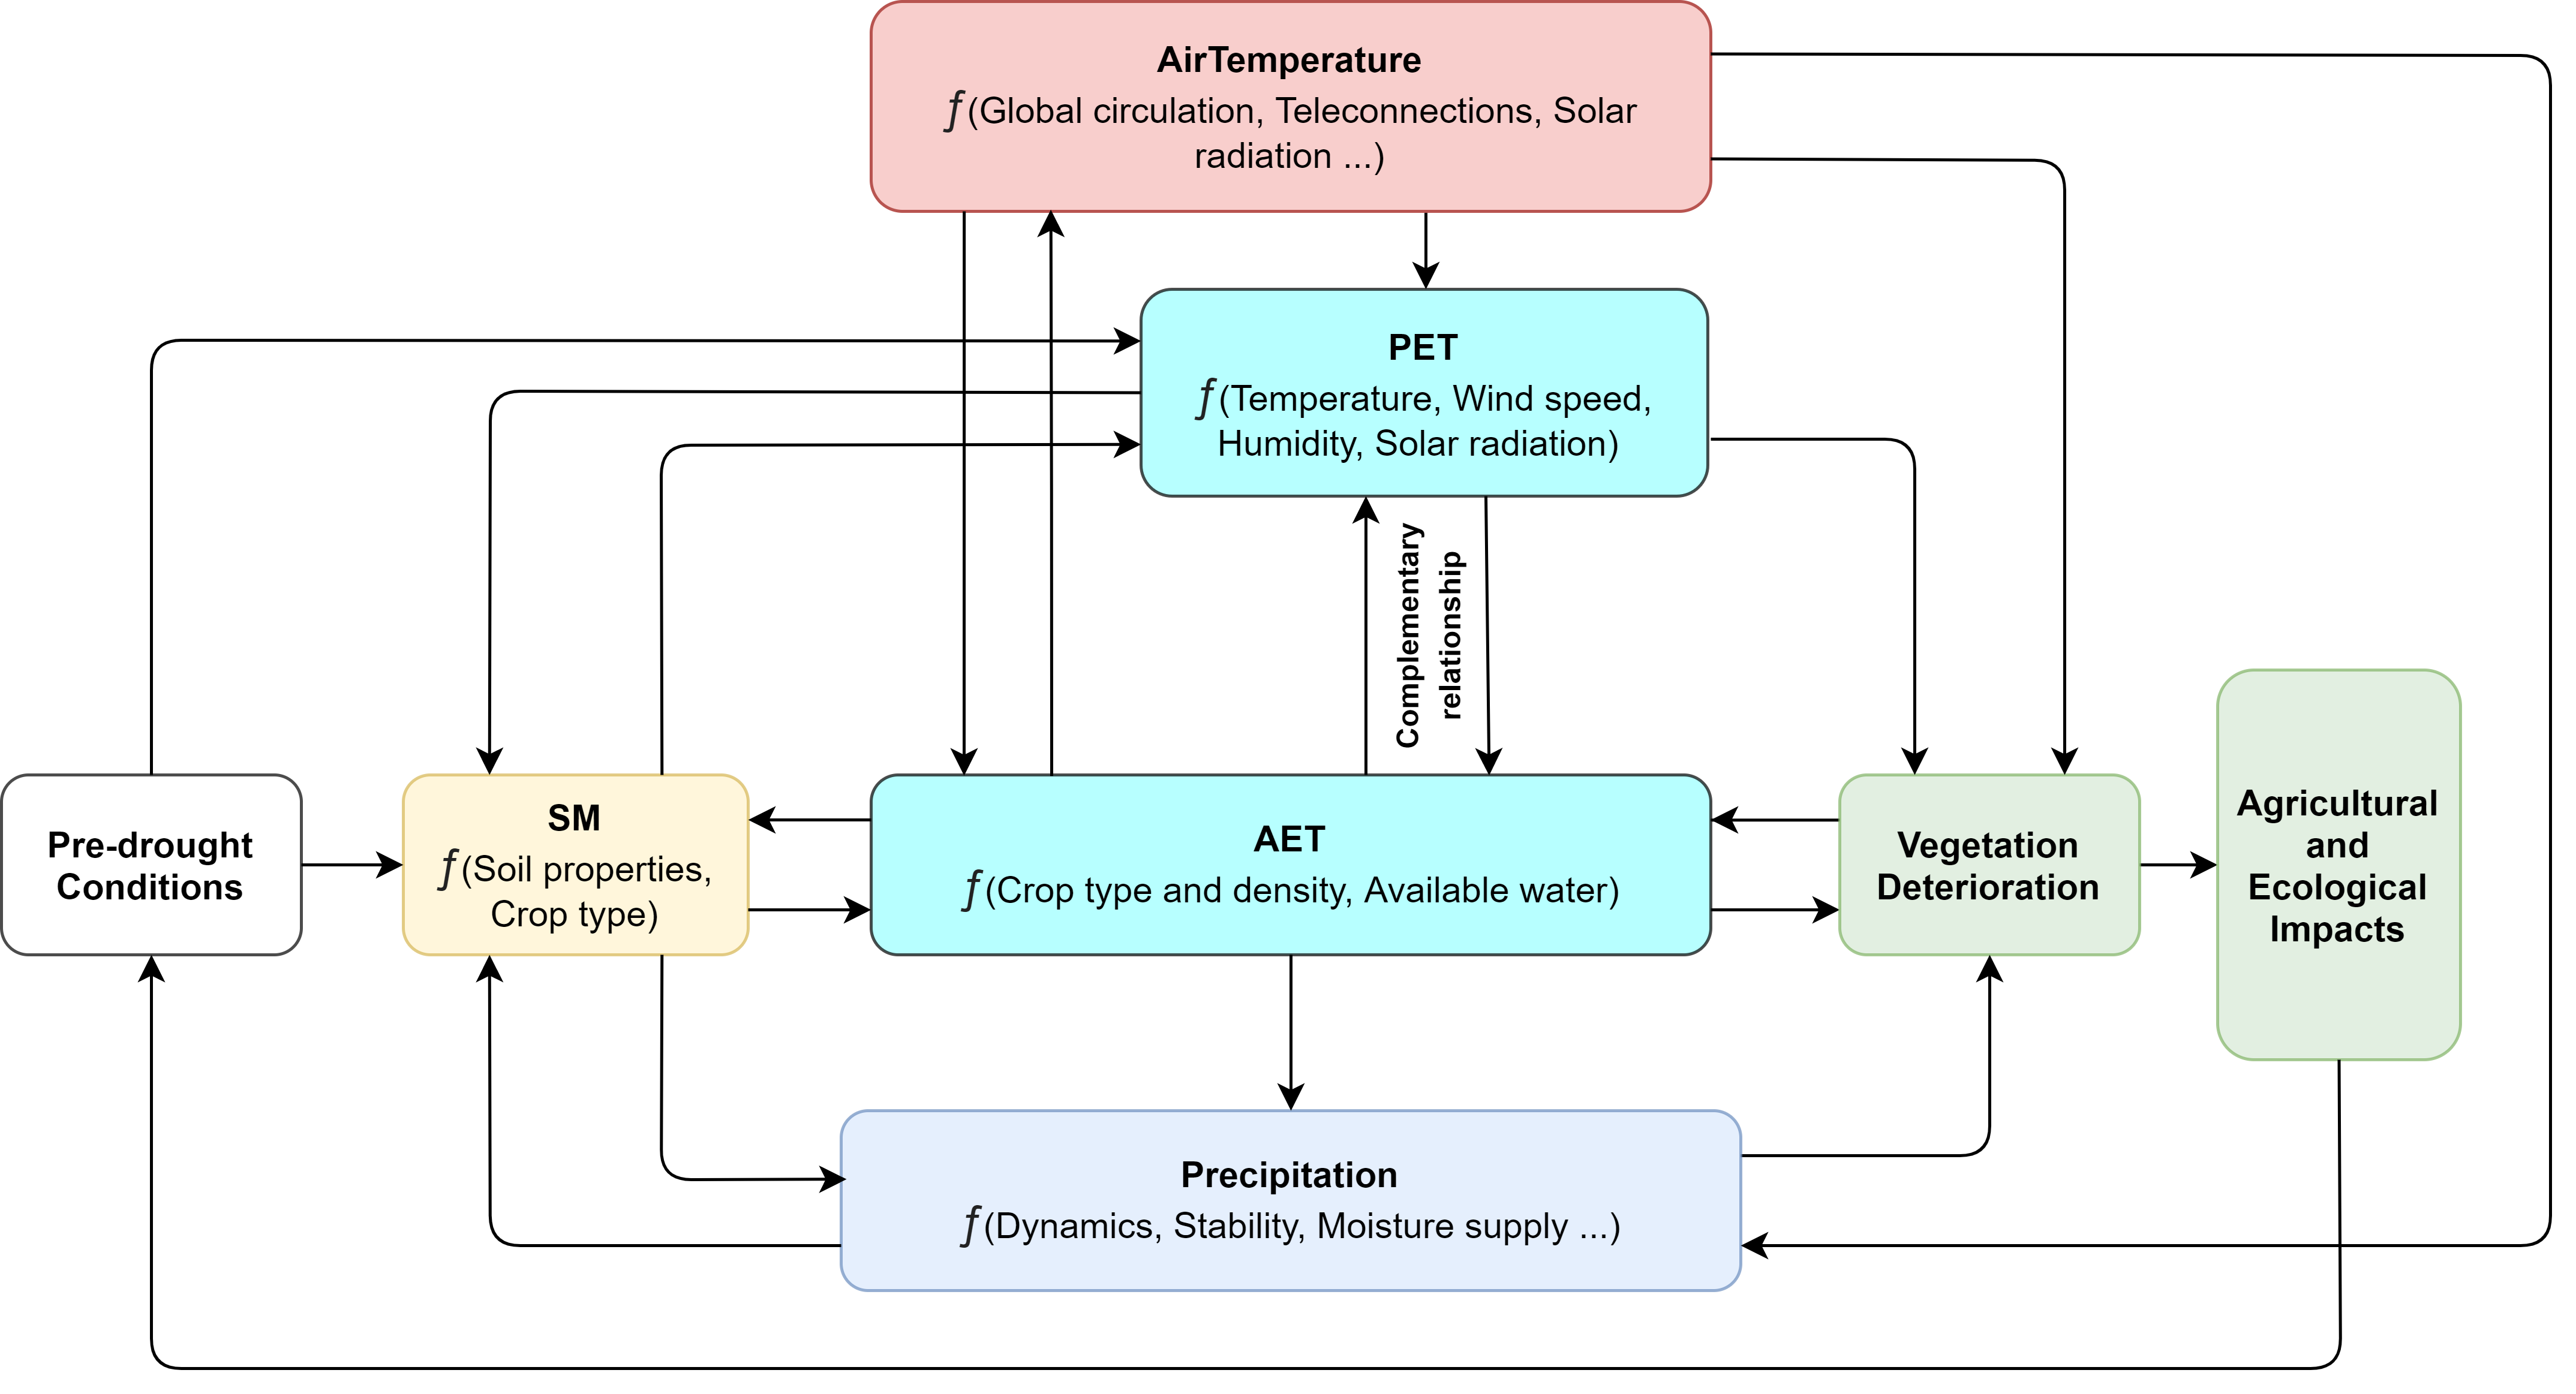 AirTemperature
ƒ(Global circulation, Teleconnections, Solar
radiation ...)
PET
ƒ(Temperature, Wind speed,
Humidity, Solar radiation)
Complementary
relationship
Pre-drought
Conditions
SM
ƒ(Soil properties,
Crop type)
AET
ƒ(Crop type and density, Available water)
Vegetation
Deterioration
Agricultural
and
Ecological
Impacts
Precipitation
ƒ(Dynamics, Stability, Moisture supply ...)